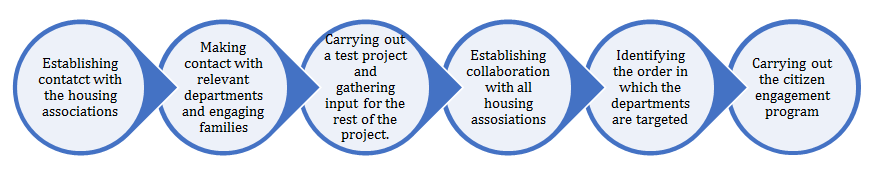 Establishing
contatct with
the housing
associations
Making
contact with
relevant
departments
and engaging
families
Carrying out
a test project
and
gathering
input for the
rest of the
project.
Establishing
collaboration
with all
housing
assosiations
Identifying
the order in
which the
departments
are targeted
Carrying out
the citizen
engagement
program